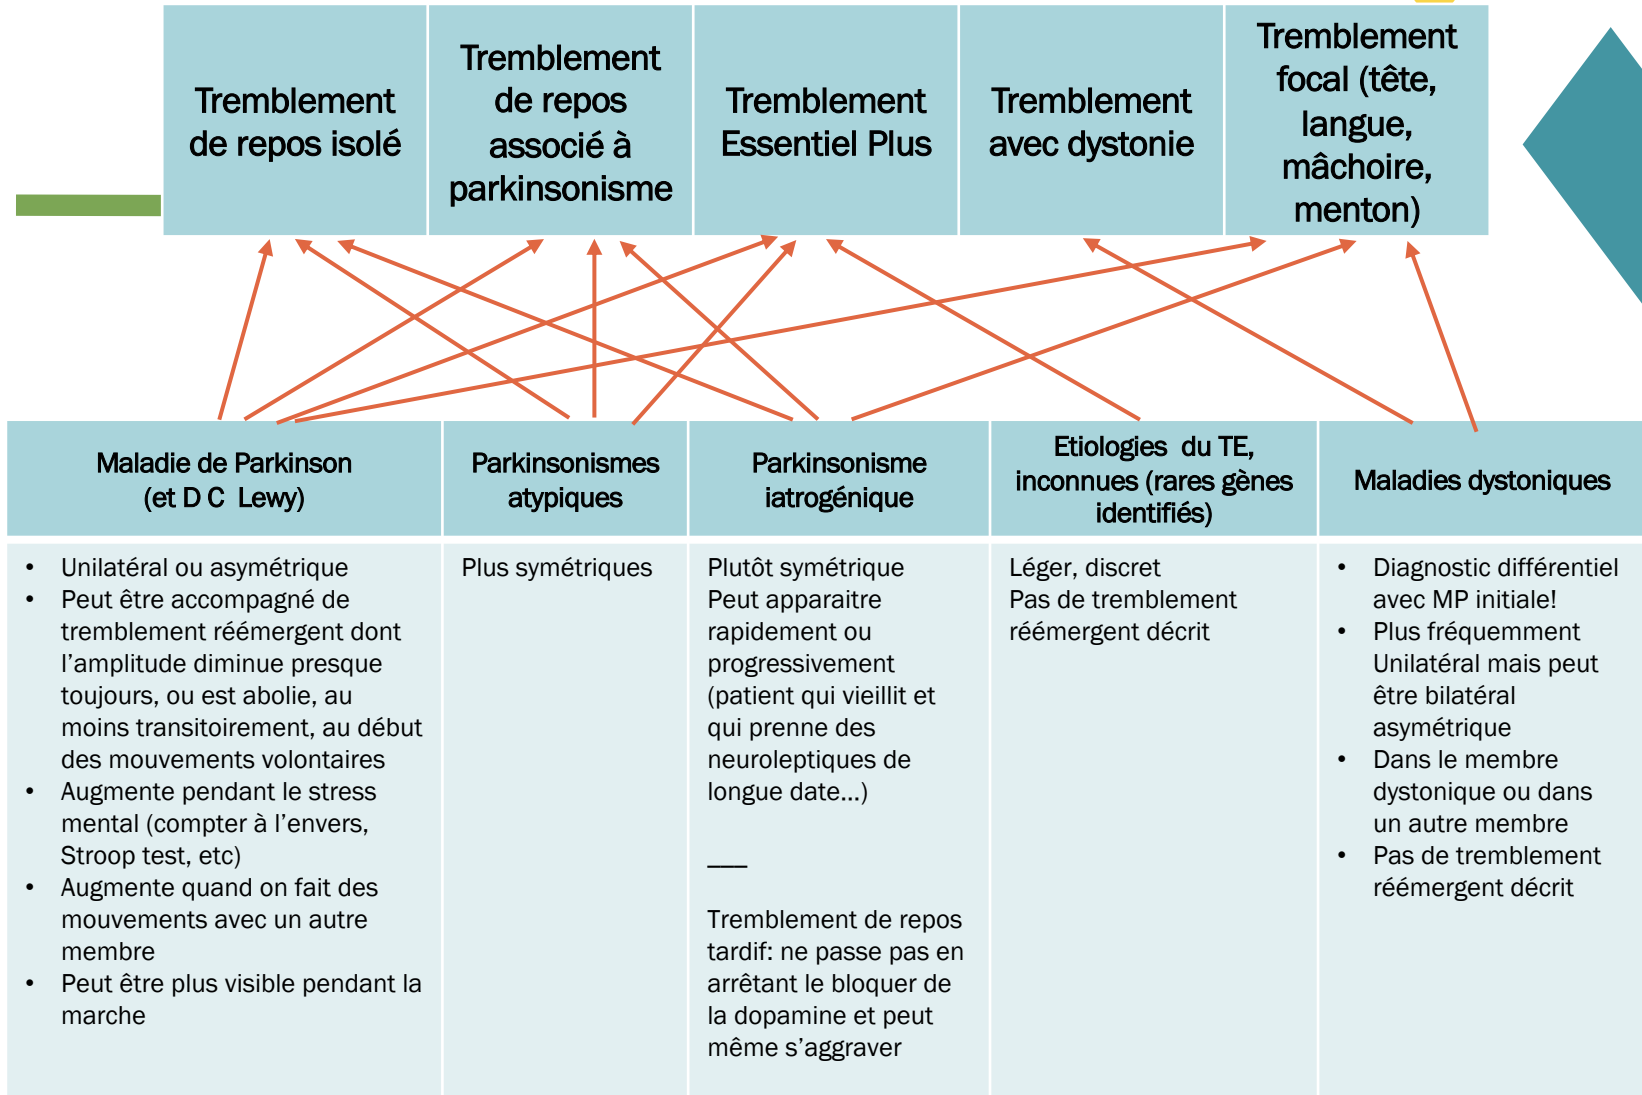 Tremblement
de repos isolé
Tremblement
de repos
associé à
parkinsonisme
Tremblement
Essentiel Plus
Tremblement
avec dystonie
Tremblement
focal (tête,
langue,
mâchoire,
menton)
Maladie de Parkinson
(et D C  Lewy)
Parkinsonismes
atypiques
Parkinsonisme
iatrogénique
Etiologies  du TE,
inconnues (rares gènes
identifiés)
Maladies dystoniques
• Unilatéral ou asymétrique
• Peut être accompagné de
tremblement réémergent dont
l’amplitude diminue presque
toujours, ou est abolie, au
moins transitoirement, au début
des mouvements volontaires
• Augmente pendant le stress
mental (compter à l’envers,
Stroop test, etc)
• Augmente quand on fait des
mouvements avec un autre
membre
• Peut être plus visible pendant la
marche
Plus symétriques
Plutôt symétrique
Peut apparaitre
rapidement ou
progressivement
(patient qui vieillit et
qui prenne des
neuroleptiques de
longue date…)
___
Tremblement de repos
tardif: ne passe pas en
arrêtant le bloquer de
la dopamine et peut
même s’aggraver
Léger, discret
Pas de tremblement
réémergent décrit
• Diagnostic différentiel
avec MP initiale!
• Plus fréquemment
Unilatéral mais peut
être bilatéral
asymétrique
• Dans le membre
dystonique ou dans
un autre membre
• Pas de tremblement
réémergent décrit